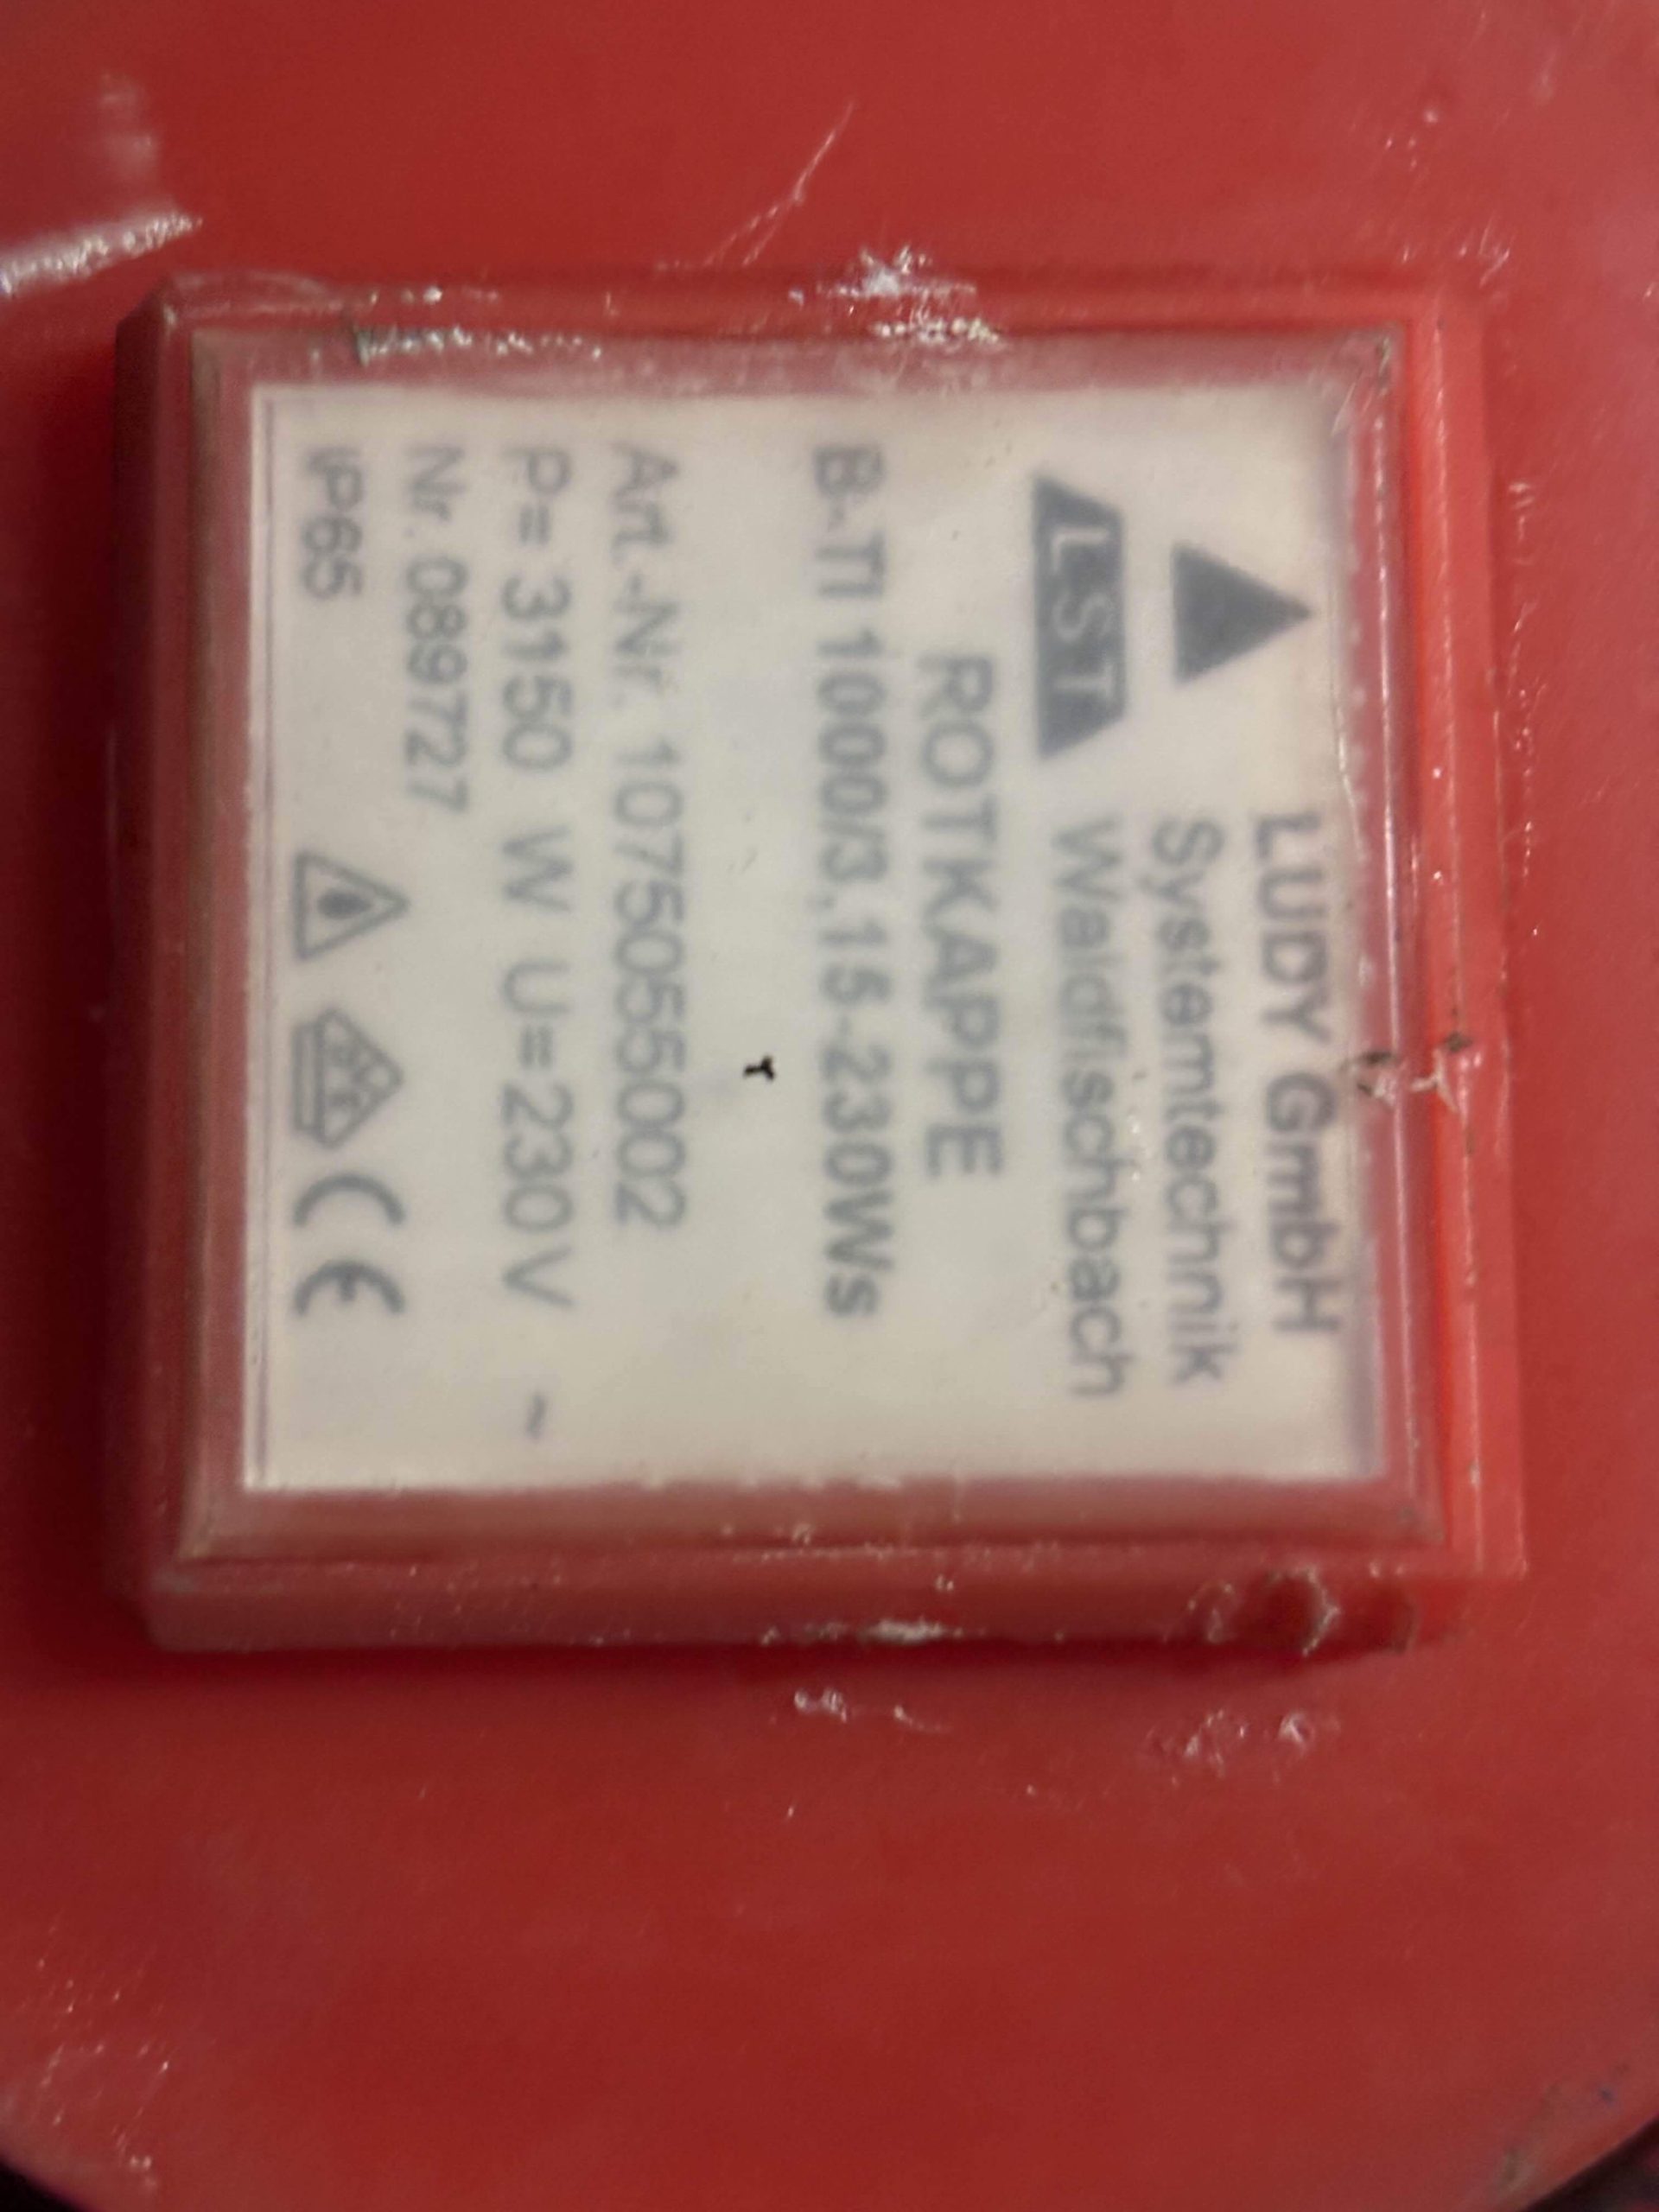 LUDY GmbH
Systemtechnik
LST Waldfischbach
ROTKAPPE
B-TI 1000/3,15-230Ws
Art.-Nr. 1075055002
P= 3150 W U=230V ~
Nr. 089727
IP65 CE